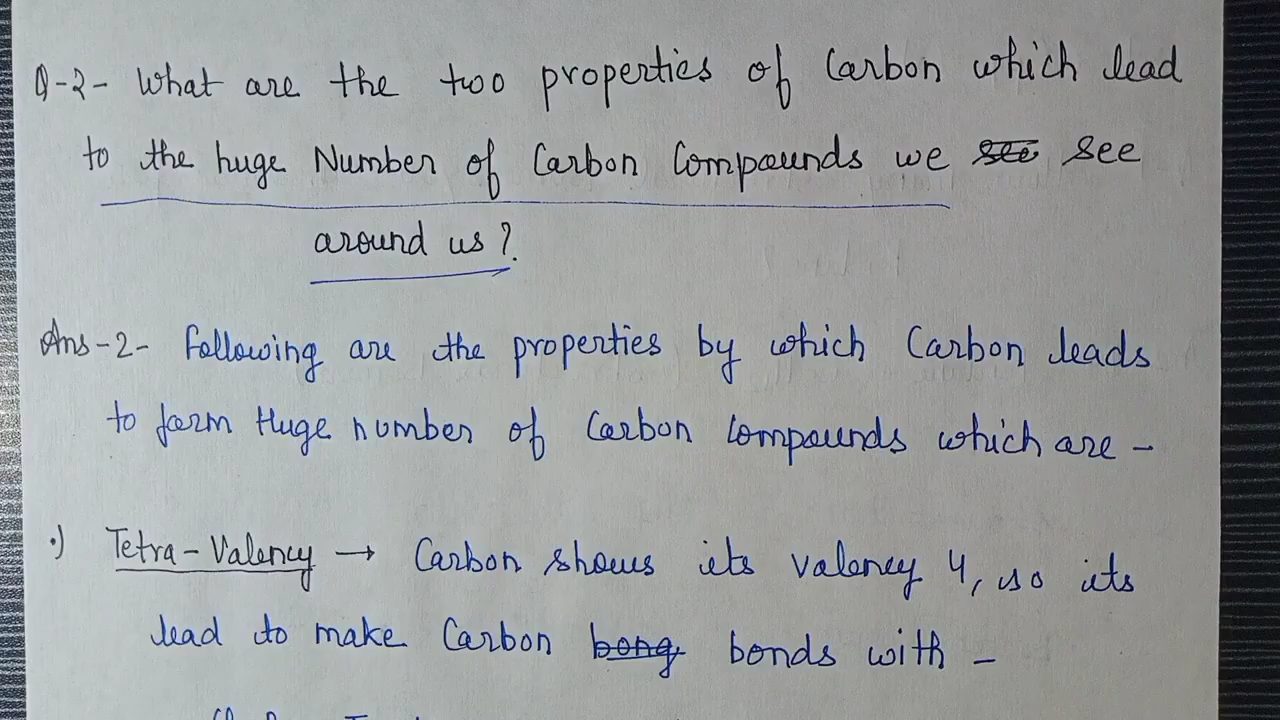 Q-2- What are the two properties of Carbon which lead
to the huge Number of Carbon Compounds we see see
around us?
Ans-2- Following are the properties by which Carbon leads
to form Huge number of Carbon Compounds which are -
•) Tetra-Valency → Carbon shows its valency 4, so its
lead to make Carbon bong bonds with -